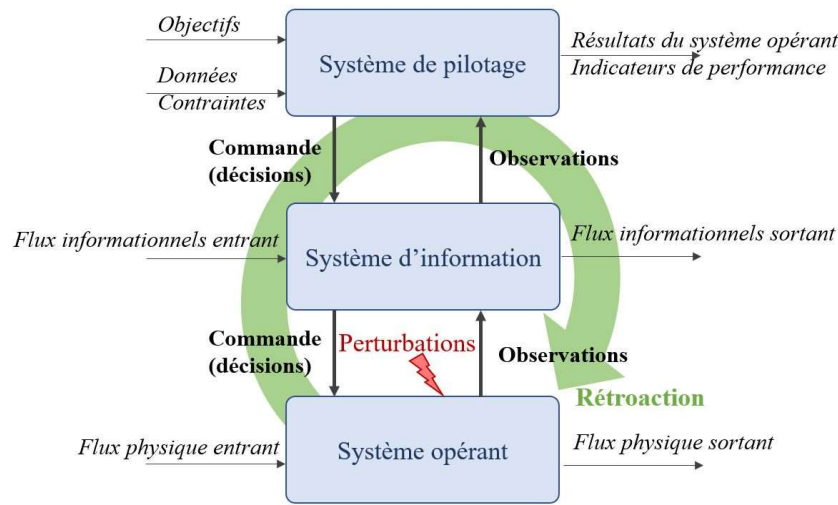 Objectifs
Résultats du système opérant
Système de pilotage
Indicateurs de performance
Données
Contraintes
Commande
(décisions)
Observations
Flux informationnels entrant
Système d'information
Flux informationnels sortant
Commande
(décisions)
Perturbations
Observations
Rétroaction
Flux physique entrant
Système opérant
Flux physique sortant